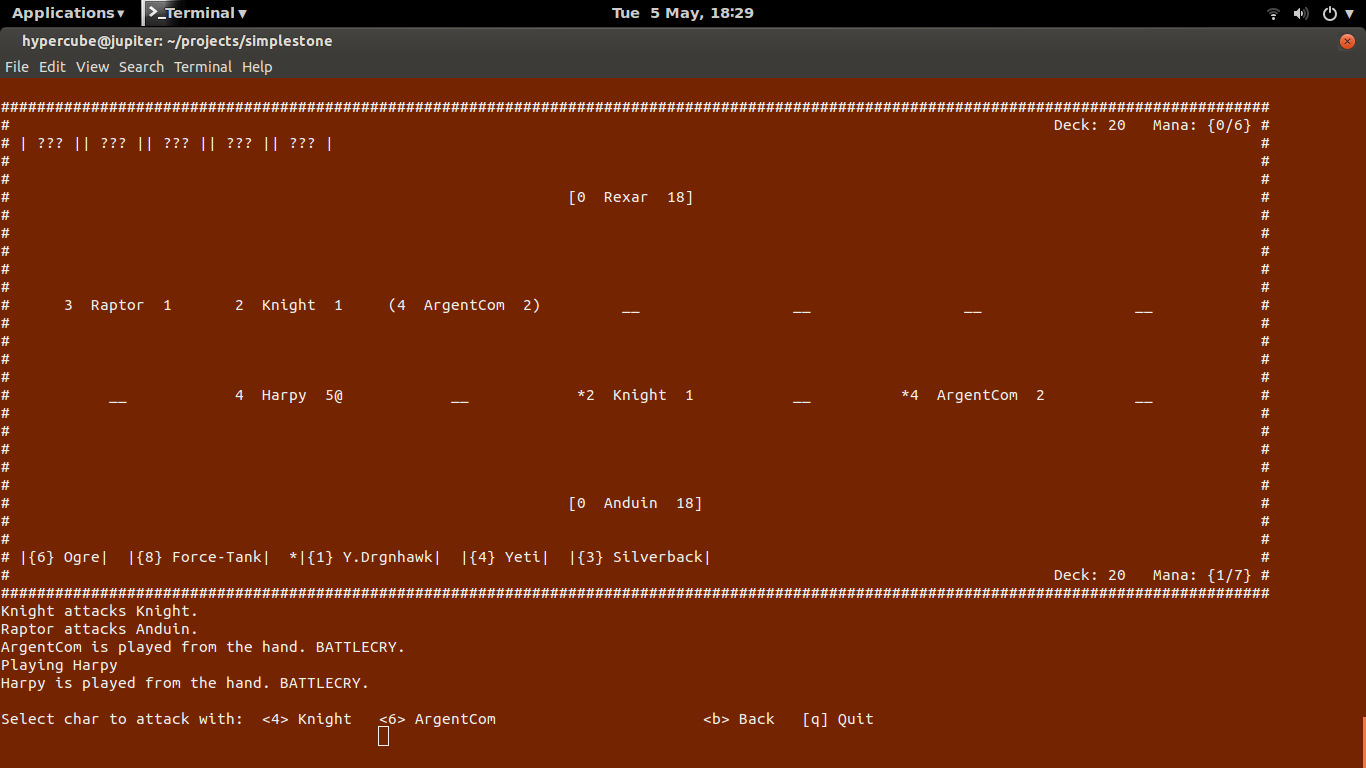 Applications▾ Terminal ▾ Tue 5 May, 18:29
hypercube@jupiter: ~/projects/simplestone
File Edit View Search Terminal Help
#############################################################################################################################################
# Deck: 20 Mana: {0/6} #
# | ??? || ??? || ??? || ??? || ??? | #
# #
# #
# [0 Rexar 18] #
# #
# #
# #
# #
# #
# 3 Raptor 1 2 Knight 1 (4 ArgentCom 2) __ __ __ __ #
# #
# #
# #
# #
# __ 4 Harpy 5@ __ *2 Knight 1 __ *4 ArgentCom 2 __ #
# #
# #
# #
# #
# #
# [0 Anduin 18] #
# #
# #
# |{6} Ogre| |{8} Force-Tank| *|{1} Y.Drgnhawk| |{4} Yeti| |{3} Silverback| #
# Deck: 20 Mana: {1/7} #
#############################################################################################################################################
Knight attacks Knight.
Raptor attacks Anduin.
ArgentCom is played from the hand. BATTLECRY.
Playing Harpy
Harpy is played from the hand. BATTLECRY.
Select char to attack with: <4> Knight <6> ArgentCom <b> Back [q] Quit